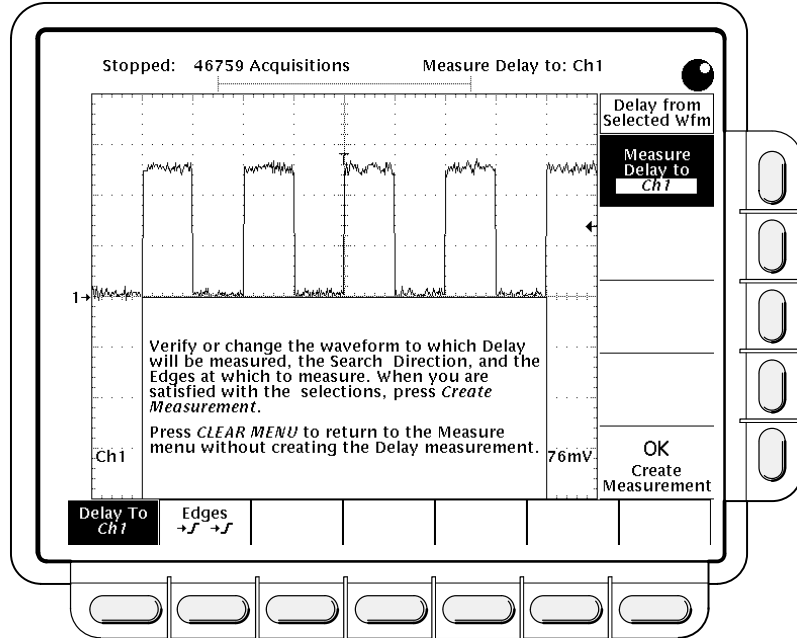 Stopped: 46759 Acquisitions
Measure Delay to: Ch1
Delay from
Selected Wfm
Measure
Delay to
Ch1
T
1
Verify or change the waveform to which Delay
will be measured, the Search Direction, and the
Edges at which to measure. When you are
satisfied with the selections, press Create
Measurement.
Press CLEAR MENU to return to the Measure
menu without creating the Delay measurement.
Ch1
76mV
OK
Create
Measurement
Delay To
Ch1
Edges